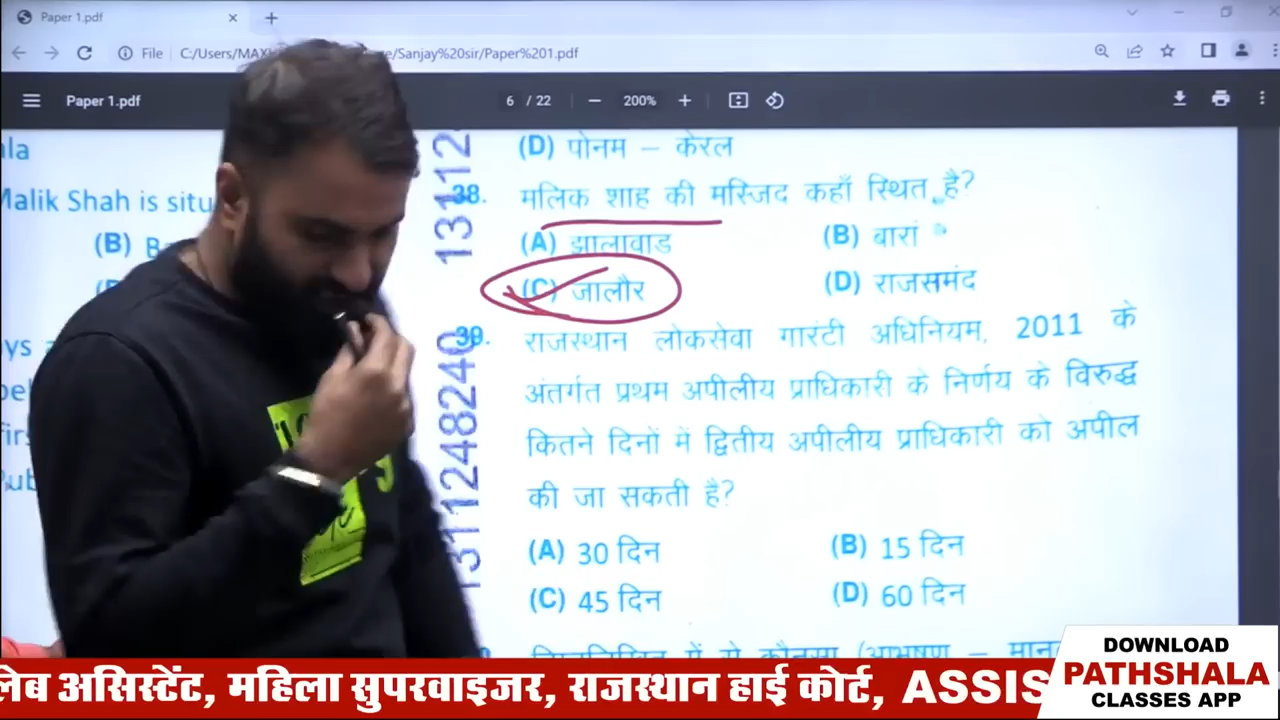 Paper 1.pdf
File
Sanjay%20sir/Paper%201.pdf
Paper 1.pdf
6 / 22
200%
(D) पोनम – केरल
Malik Shah is situ
38. मलिक शाह की मस्जिद कहाँ स्थित है?
(B)
(A) झालावाड
(B) बारां
(C) जालौर
(D) राजसमंद
39. राजस्थान लोकसेवा गारंटी अधिनियम, 2011 के
अंतर्गत प्रथम अपीलीय प्राधिकारी के निर्णय के विरुद्ध
कितने दिनों में द्वितीय अपीलीय प्राधिकारी को अपील
की जा सकती है?
(A) 30 दिन
(B) 15 दिन
(C) 45 दिन
(D) 60 दिन
13112
131124824
लिब असिस्टेंट, महिला सुपरवाइजर, राजस्थान हाई कोर्ट, ASSIS
DOWNLOAD
PATHSHALA
CLASSES APP